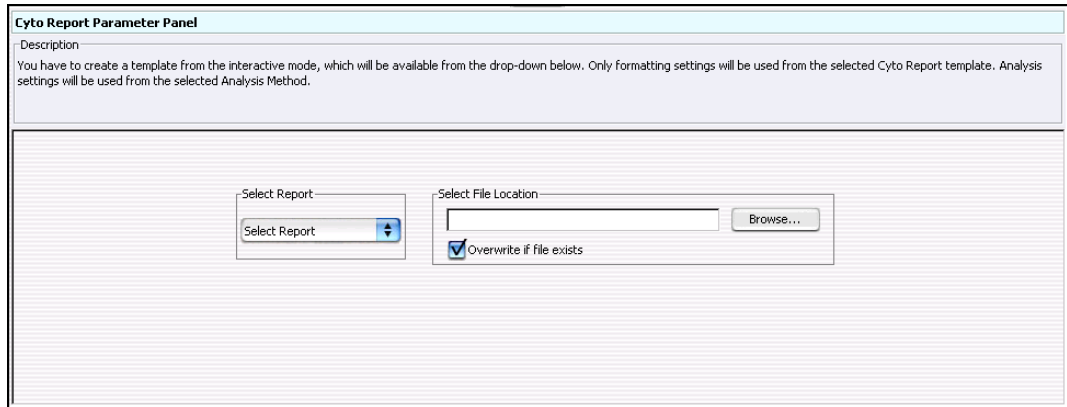 Cyto Report Parameter Panel
Description
You have to create a template from the interactive mode, which will be available from the drop-down below. Only formatting settings will be used from the selected Cyto Report template. Analysis
settings will be used from the selected Analysis Method.
Select Report
Select File Location
Select Report
Browse...
Overwrite if file exists